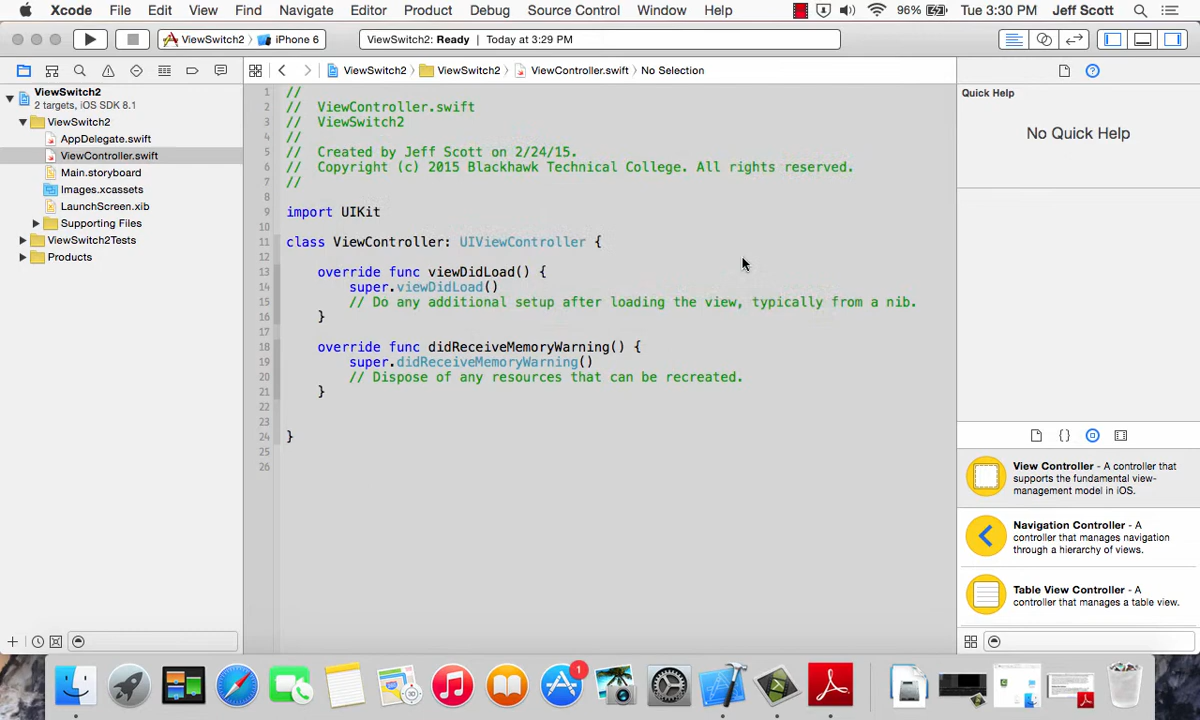 Xcode File Edit View Find Navigate Editor Product Debug Source Control Window Help 96% Tue 3:30 PM Jeff Scott
ViewSwitch2 iPhone 6 ViewSwitch2: Ready | Today at 3:29 PM
ViewSwitch2 ViewSwitch2 ViewController.swift No Selection
ViewSwitch2
2 targets, iOS SDK 8.1
ViewSwitch2
AppDelegate.swift
ViewController.swift
Main.storyboard
Images.xcassets
LaunchScreen.xib
Supporting Files
ViewSwitch2Tests
Products
1 //
2 // ViewController.swift
3 // ViewSwitch2
4 //
5 // Created by Jeff Scott on 2/24/15.
6 // Copyright (c) 2015 Blackhawk Technical College. All rights reserved.
7 //
8
9 import UIKit
10
11 class ViewController: UIViewController {
12
13 override func viewDidLoad() {
14 super.viewDidLoad()
15 // Do any additional setup after loading the view, typically from a nib.
16 }
17
18 override func didReceiveMemoryWarning() {
19 super.didReceiveMemoryWarning()
20 // Dispose of any resources that can be recreated.
21 }
22
23
24 }
25
26
Quick Help
No Quick Help
{}
View Controller - A controller that
supports the fundamental view-
management model in iOS.
Navigation Controller - A
controller that manages navigation
through a hierarchy of views.
Table View Controller - A
controller that manages a table view.
1